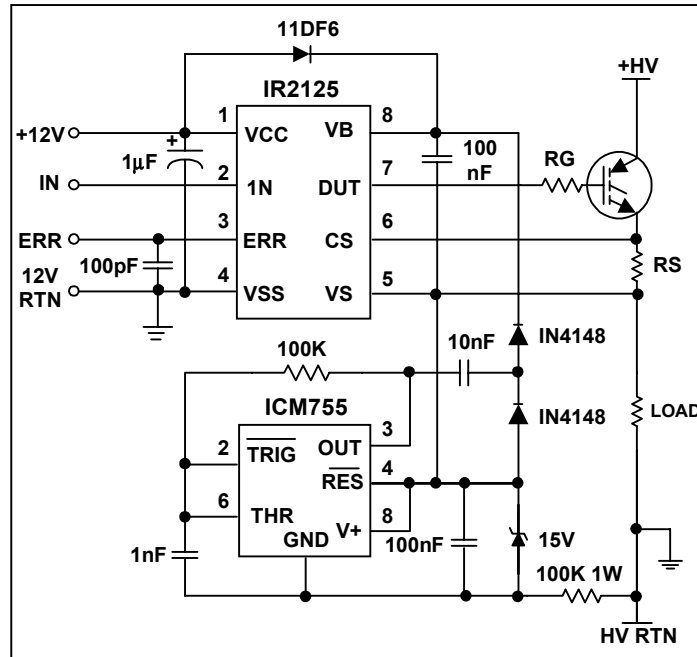 11DF6
IR2125
+HV
+12V
1
VCC
VB
8
+
1µF
100
nF
RG
IN
2
1N
DUT
7
ERR
3
ERR
CS
6
100pF
12V
RTN
4
VSS
VS
5
RS
100K
10nF
IN4148
ICM755
IN4148
LOAD
2
TRIG
OUT
3
RES
4
6
THR
V+
8
GND
1nF
100nF
15V
100K 1W
HV RTN